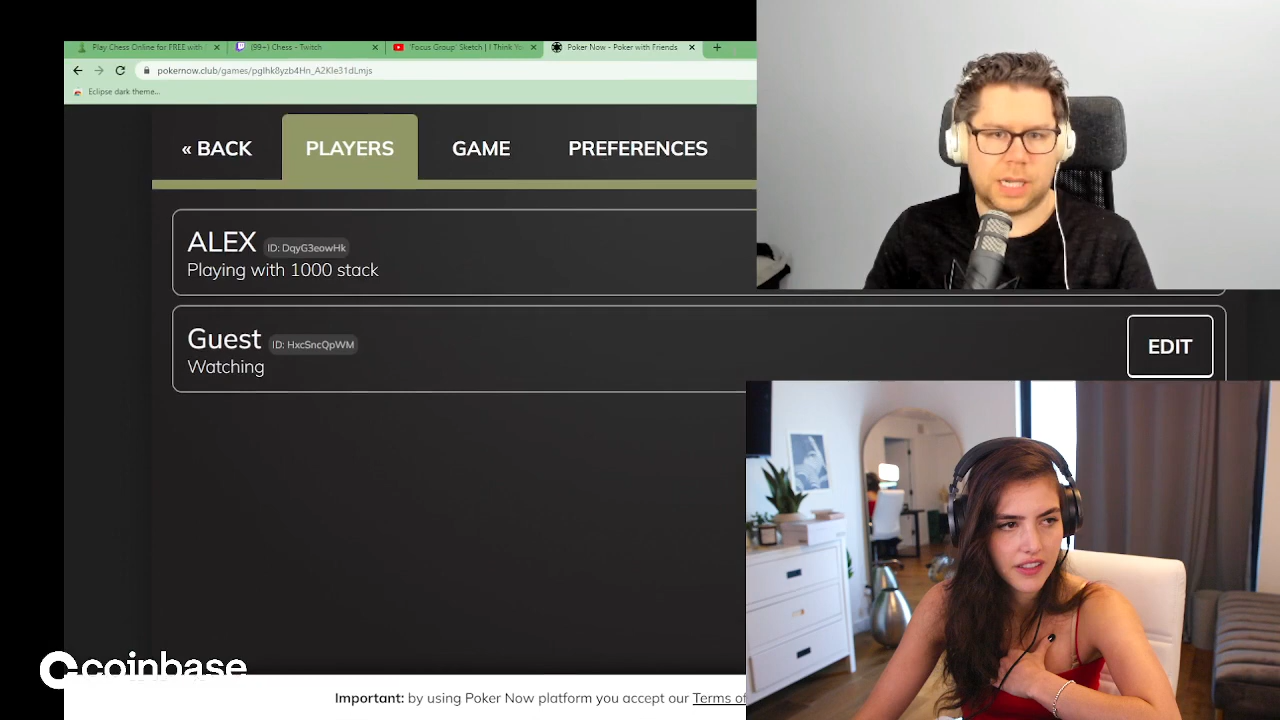 Play Chess Online for FREE with
(99+) Chess - Twitch
'Focus Group' Sketch | I Think Yo
Poker Now - Poker with Friends
pokernow.club/games/pglhk8yzb4Hn_A2KIe31dLmjs
Eclipse dark theme...
« BACK
PLAYERS
GAME
PREFERENCES
ALEX ID: DqyG3eowHk
Playing with 1000 stack
Guest ID: HxcSncQpWM
Watching
EDIT
coinbase
Important: by using Poker Now platform you accept our Terms of